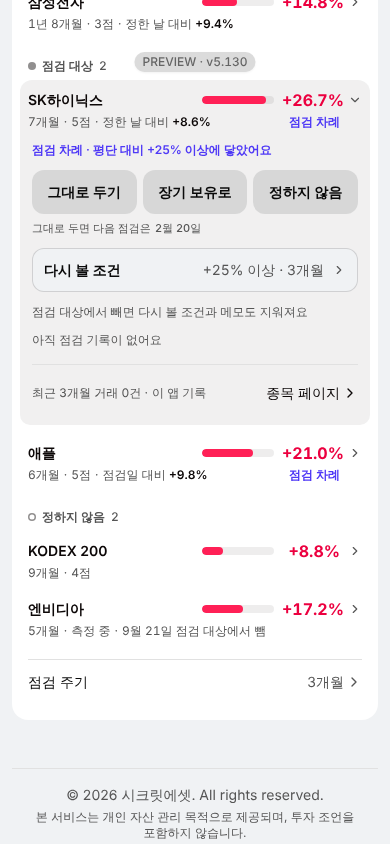 삼성전자 +14.8%
1년 8개월 · 3점 · 정한 날 대비 +9.4%
점검 대상 2
PREVIEW · v5.130
SK하이닉스 +26.7%
7개월 · 5점 · 정한 날 대비 +8.6% 점검 차례
점검 차례 · 평단 대비 +25% 이상에 닿았어요
그대로 두기 장기 보유로 정하지 않음
그대로 두면 다음 점검은 2월 20일
다시 볼 조건 +25% 이상 · 3개월
점검 대상에서 빼면 다시 볼 조건과 메모도 지워져요
아직 점검 기록이 없어요
최근 3개월 거래 0건 · 이 앱 기록 종목 페이지
애플 +21.0%
6개월 · 5점 · 점검일 대비 +9.8% 점검 차례
정하지 않음 2
KODEX 200 +8.8%
9개월 · 4점
엔비디아 +17.2%
5개월 · 측정 중 · 9월 21일 점검 대상에서 뺌
점검 주기 3개월
© 2026 시크릿에셋. All rights reserved.
본 서비스는 개인 자산 관리 목적으로 제공되며, 투자 조언을
포함하지 않습니다.